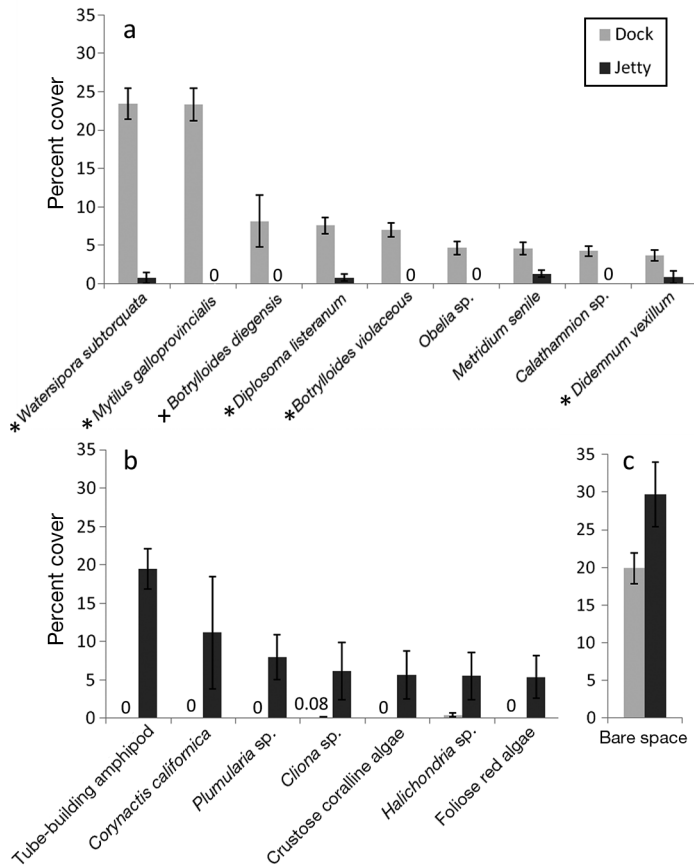 a
Dock
Jetty
Percent cover
35
30
25
20
15
10
5
0
0
0
0
0
0
*Watersipora subtorquata
*Mytilus galloprovincialis
+Botrylloides diegensis
*Diplosoma listeranum
*Botrylloides violaceous
Obelia sp.
Metridium senile
Calathamnion sp.
*Didemnum vexillum
b
Percent cover
35
30
25
20
15
10
5
0
0
0
0
0.08
0
0
Tube-building amphipod
Corynactis californica
Plumularia sp.
Cliona sp.
Crustose coralline algae
Halichondria sp.
Foliose red algae
c
35
30
25
20
15
10
5
0
Bare space